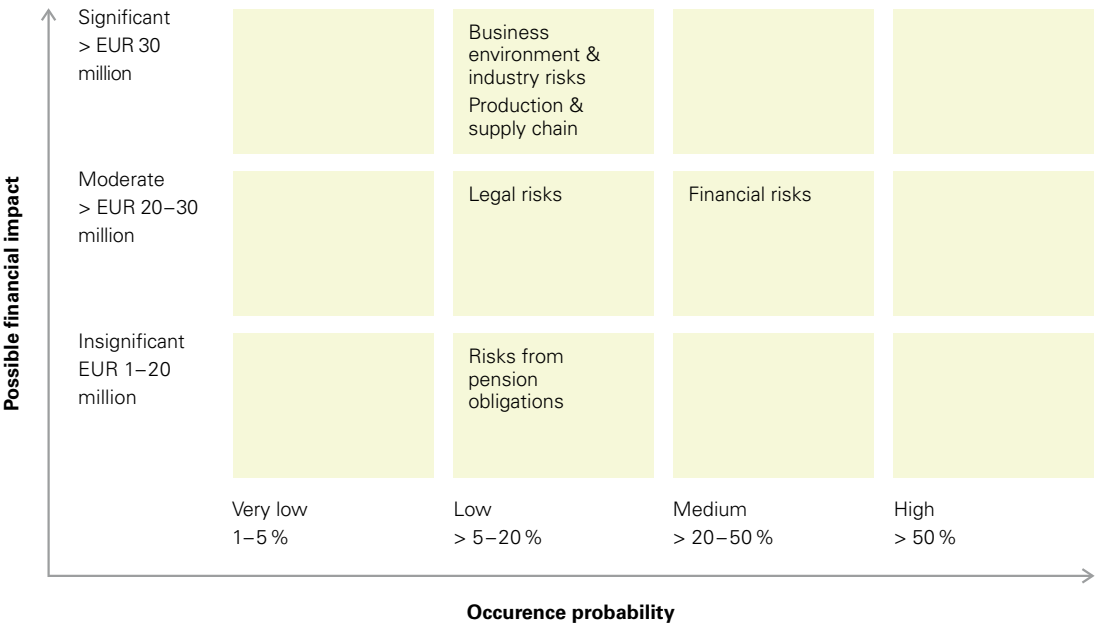 Possible financial impact
Significant
> EUR 30
million
Business
environment &
industry risks
Production &
supply chain
Moderate
> EUR 20–30
million
Legal risks
Financial risks
Insignificant
EUR 1–20
million
Risks from
pension
obligations
Very low
1–5 %
Low
> 5–20 %
Medium
> 20–50 %
High
> 50 %
Occurence probability